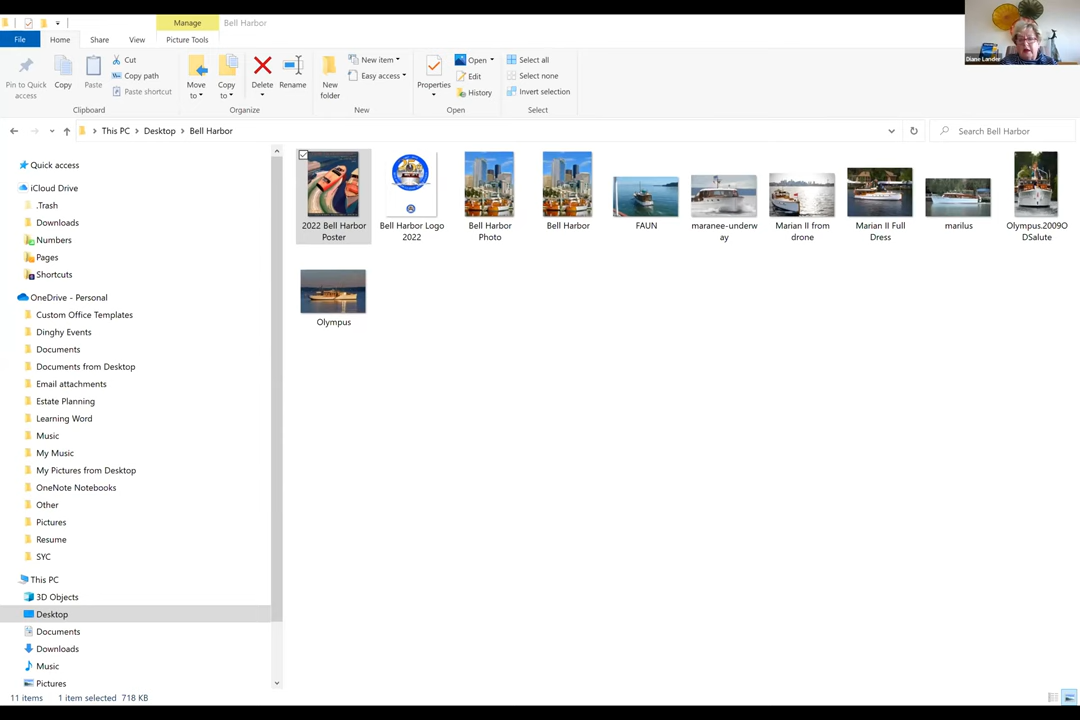 Manage
Bell Harbor
File
Home
Share
View
Picture Tools
Pin to Quick access
Copy
Paste
Cut
Copy path
Paste shortcut
Clipboard
Move to
Copy to
Delete
Rename
Organize
New folder
New item
Easy access
New
Properties
Open
Edit
History
Open
Select all
Select none
Invert selection
Select
This PC
Desktop
Bell Harbor
Search Bell Harbor
Diane Lander
Quick access
iCloud Drive
.Trash
Downloads
Numbers
Pages
Shortcuts
OneDrive - Personal
Custom Office Templates
Dinghy Events
Documents
Documents from Desktop
Email attachments
Estate Planning
Learning Word
Music
My Music
My Pictures from Desktop
OneNote Notebooks
Other
Pictures
Resume
SYC
This PC
3D Objects
Desktop
Documents
Downloads
Music
Pictures
2022 Bell Harbor
Poster
Bell Harbor Logo
2022
Bell Harbor
Photo
Bell Harbor
FAUN
maranee-underw
ay
Marian II from
drone
Marian II Full
Dress
marilus
Olympus.2009O
DSalute
Olympus
11 items
1 item selected 718 KB